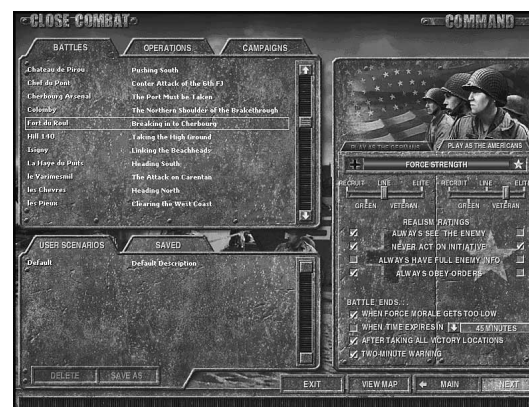 CLOSE COMBAT
COMMAND
BATTLES
OPERATIONS
CAMPAIGNS
Chateau de Pirou Pushing South
Chef du Pont Conter Attack of the 6th FJ
Cherbourg Arsenal The Port Must be Taken
Colomby The Northern Shoulder of the Brakethrough
Fort du Roul Breaking in to Cherbourg
Hill 140 Taking the High Ground
Isigny Linking the Beachheads
La Haye du Puits Heading South
le Varimesmil The Attack on Carentan
les Chevres Heading North
les Pieux Clearing the West Coast
USER SCENARIOS
SAVED
Default Default Description
DELETE
SAVE AS
PLAY AS THE GERMANS
PLAY AS THE AMERICANS
FORCE STRENGTH
RECRUIT LINE ELITE RECRUIT LINE ELIT
GREEN VETERAN GREEN VETERAN
REALISM RATINGS
ALWAYS SEE THE ENEMY
NEVER ACT ON INITIATIVE
ALWAYS HAVE FULL ENEMY INFO
ALWAYS OBEY ORDERS
BATTLE ENDS...
WHEN FORCE MORALE GETS TOO LOW
WHEN TIME EXPIRES IN 45 MINUTES
AFTER TAKING ALL VICTORY LOCATIONS
TWO-MINUTE WARNING
EXIT
VIEW MAP
MAIN
NEXT